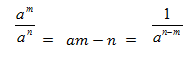 a^m/a^n = am − n = 1/a^(n−m)